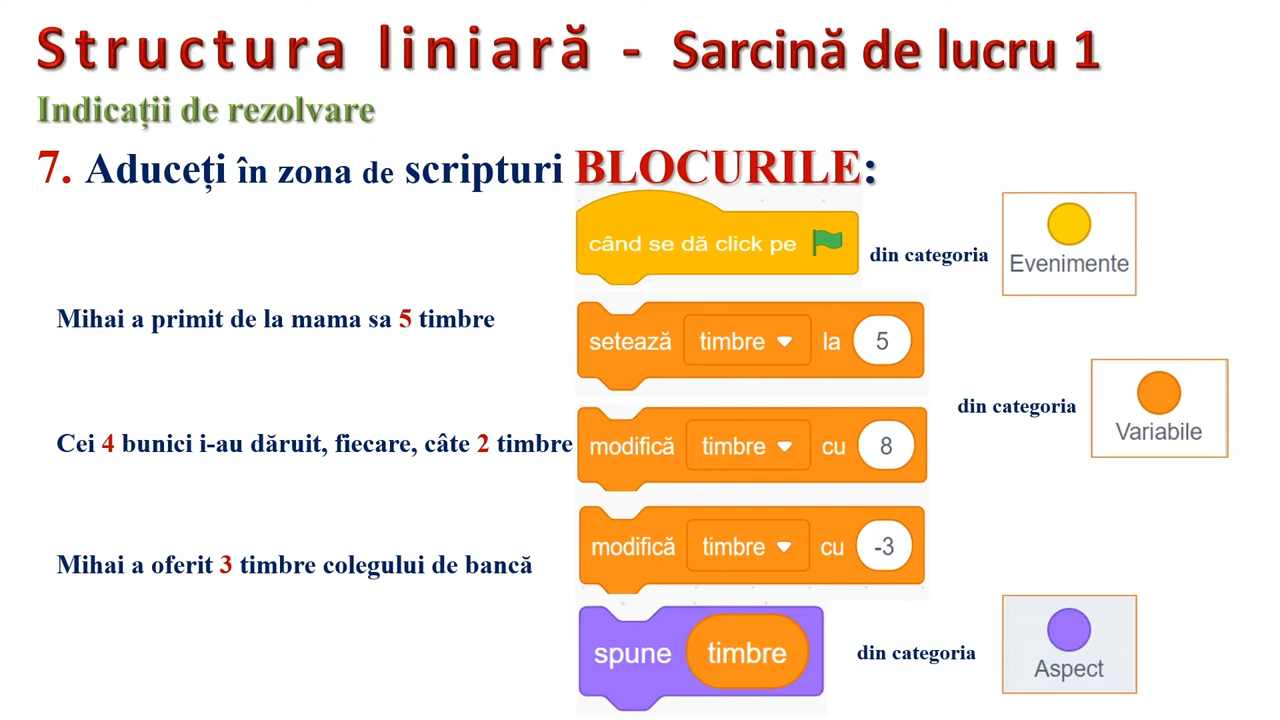 Structura liniară - Sarcină de lucru 1
Indicații de rezolvare
7. Aduceți în zona de scripturi BLOCURILE:
când se dă click pe
din categoria
Evenimente
Mihai a primit de la mama sa 5 timbre
setează timbre la 5
din categoria
Variabile
Cei 4 bunici i-au dăruit, fiecare, câte 2 timbre
modifică timbre cu 8
Mihai a oferit 3 timbre colegului de bancă
modifică timbre cu -3
spune timbre
din categoria
Aspect